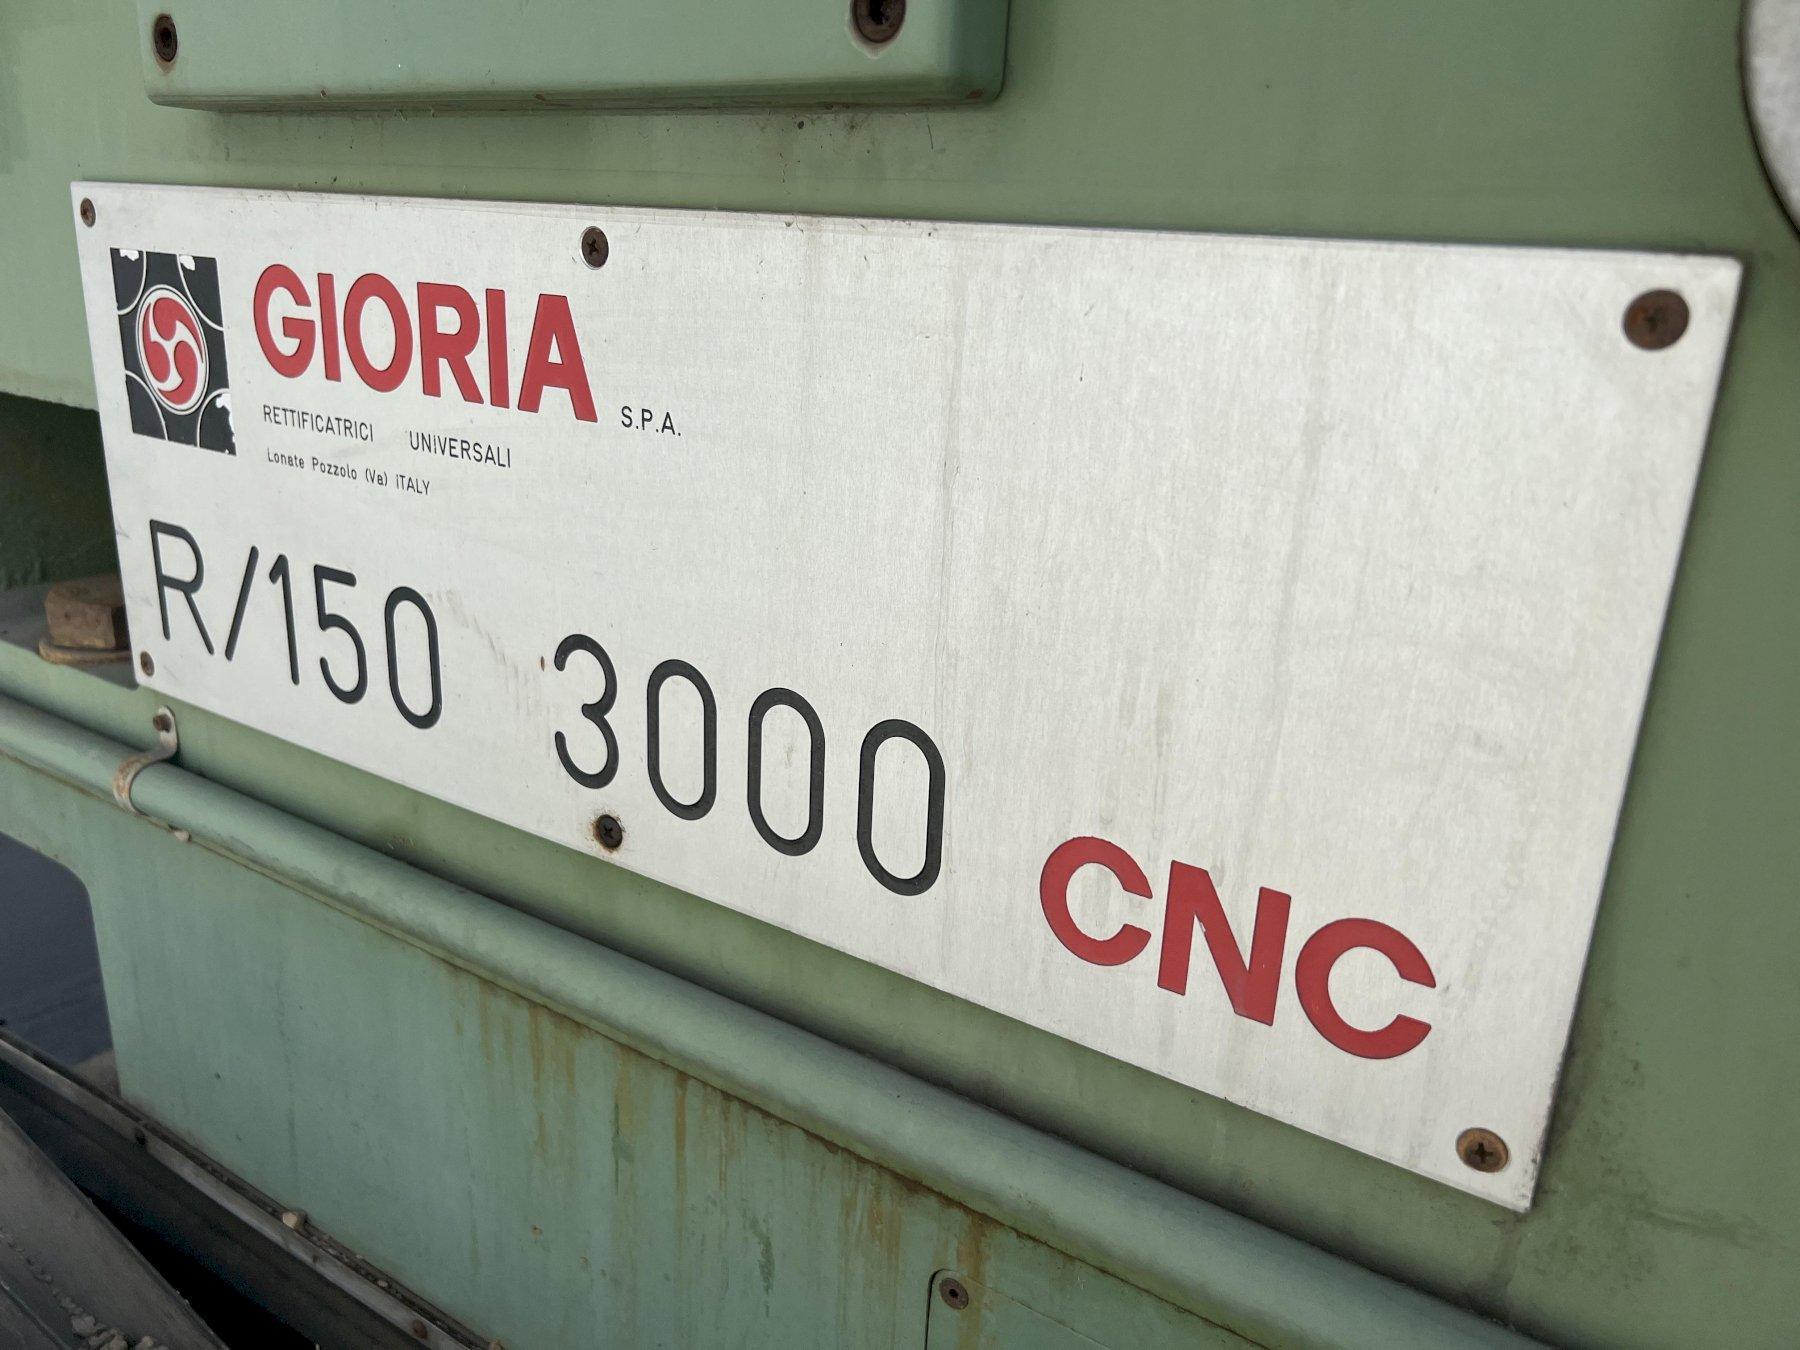 GIORIA S.P.A.
RETTIFICATRICI UNIVERSALI
Lonate Pozzolo (Va) iTALY
R/150 3000 CNC